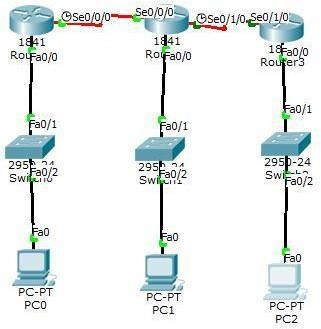 Se0/0/0
Se0/0/0
Se0/1/0
Se0/1/0
1841
1841
Fa0/0
Fa0/0
Fa0/0
Router3
Fa0/1
Fa0/1
Fa0/1
2950-24
2950-24
2950-24
Fa0/2
Fa0/2
Fa0/2
Fa0
Fa0
Fa0
PC-PT
PC0
PC-PT
PC1
PC-PT
PC2